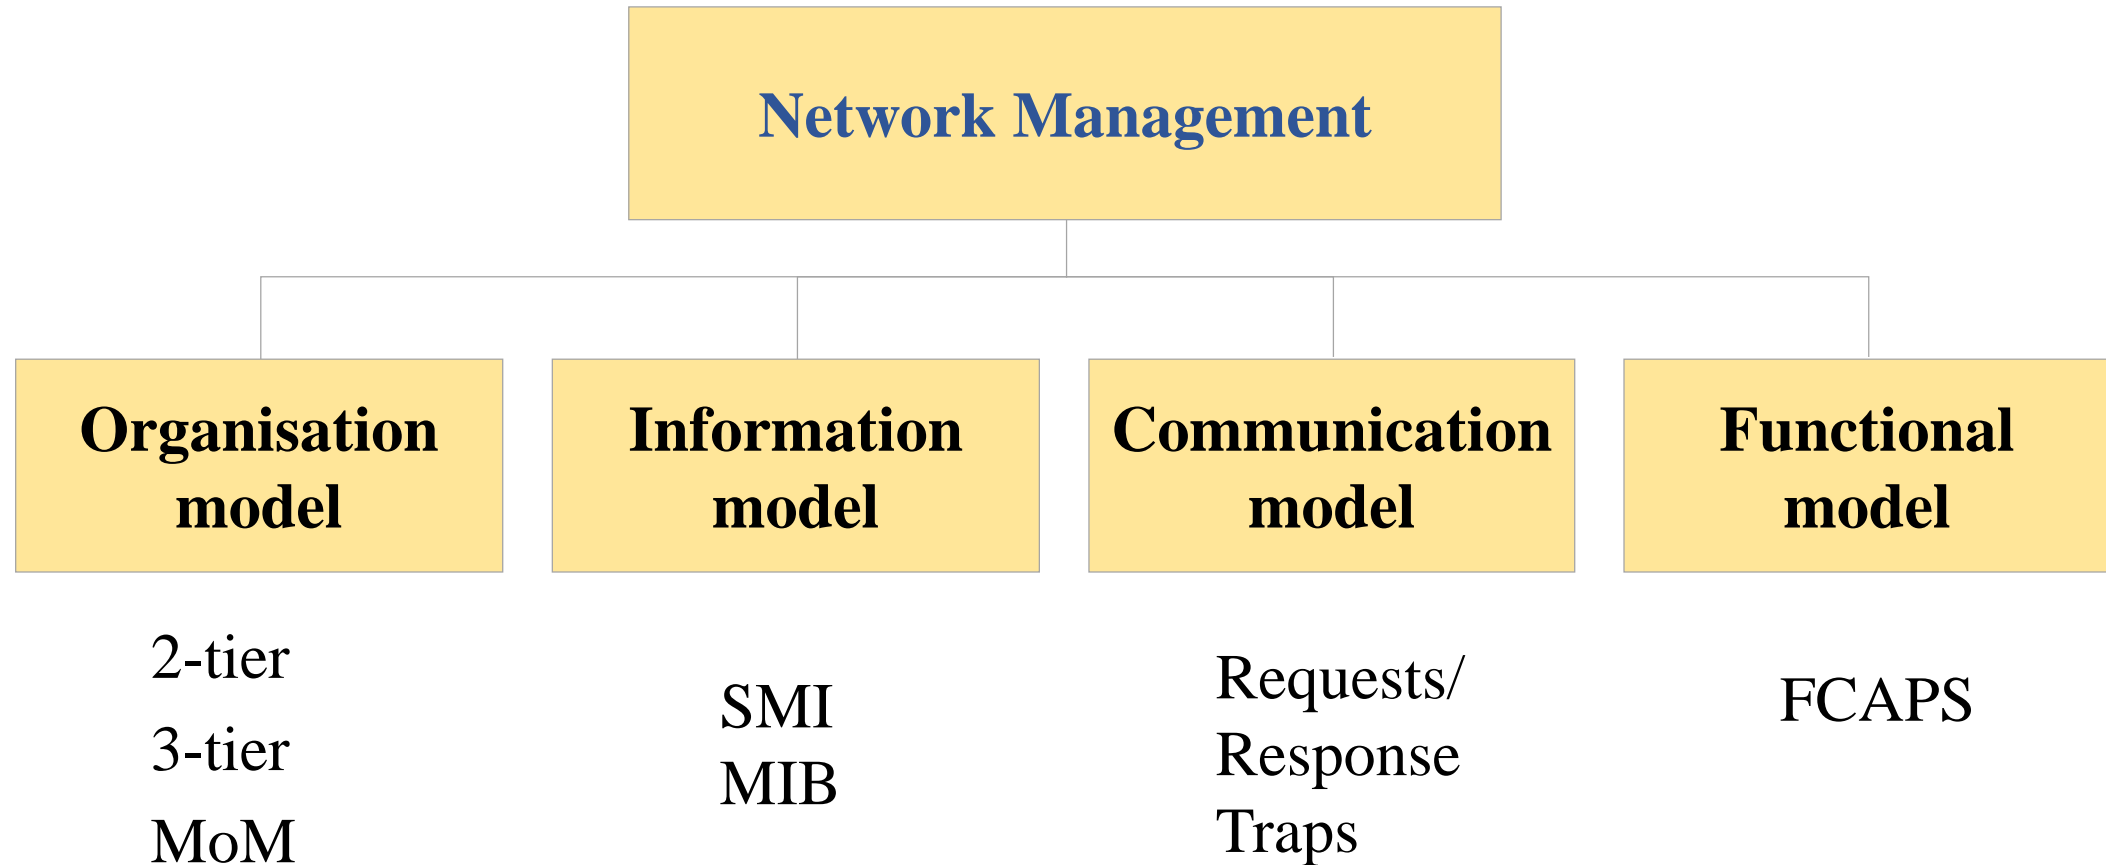 Network Management
Organisation
model
Information
model
Communication
model
Functional
model
2-tier
3-tier
MoM
SMI
MIB
Requests/
Response
Traps
FCAPS